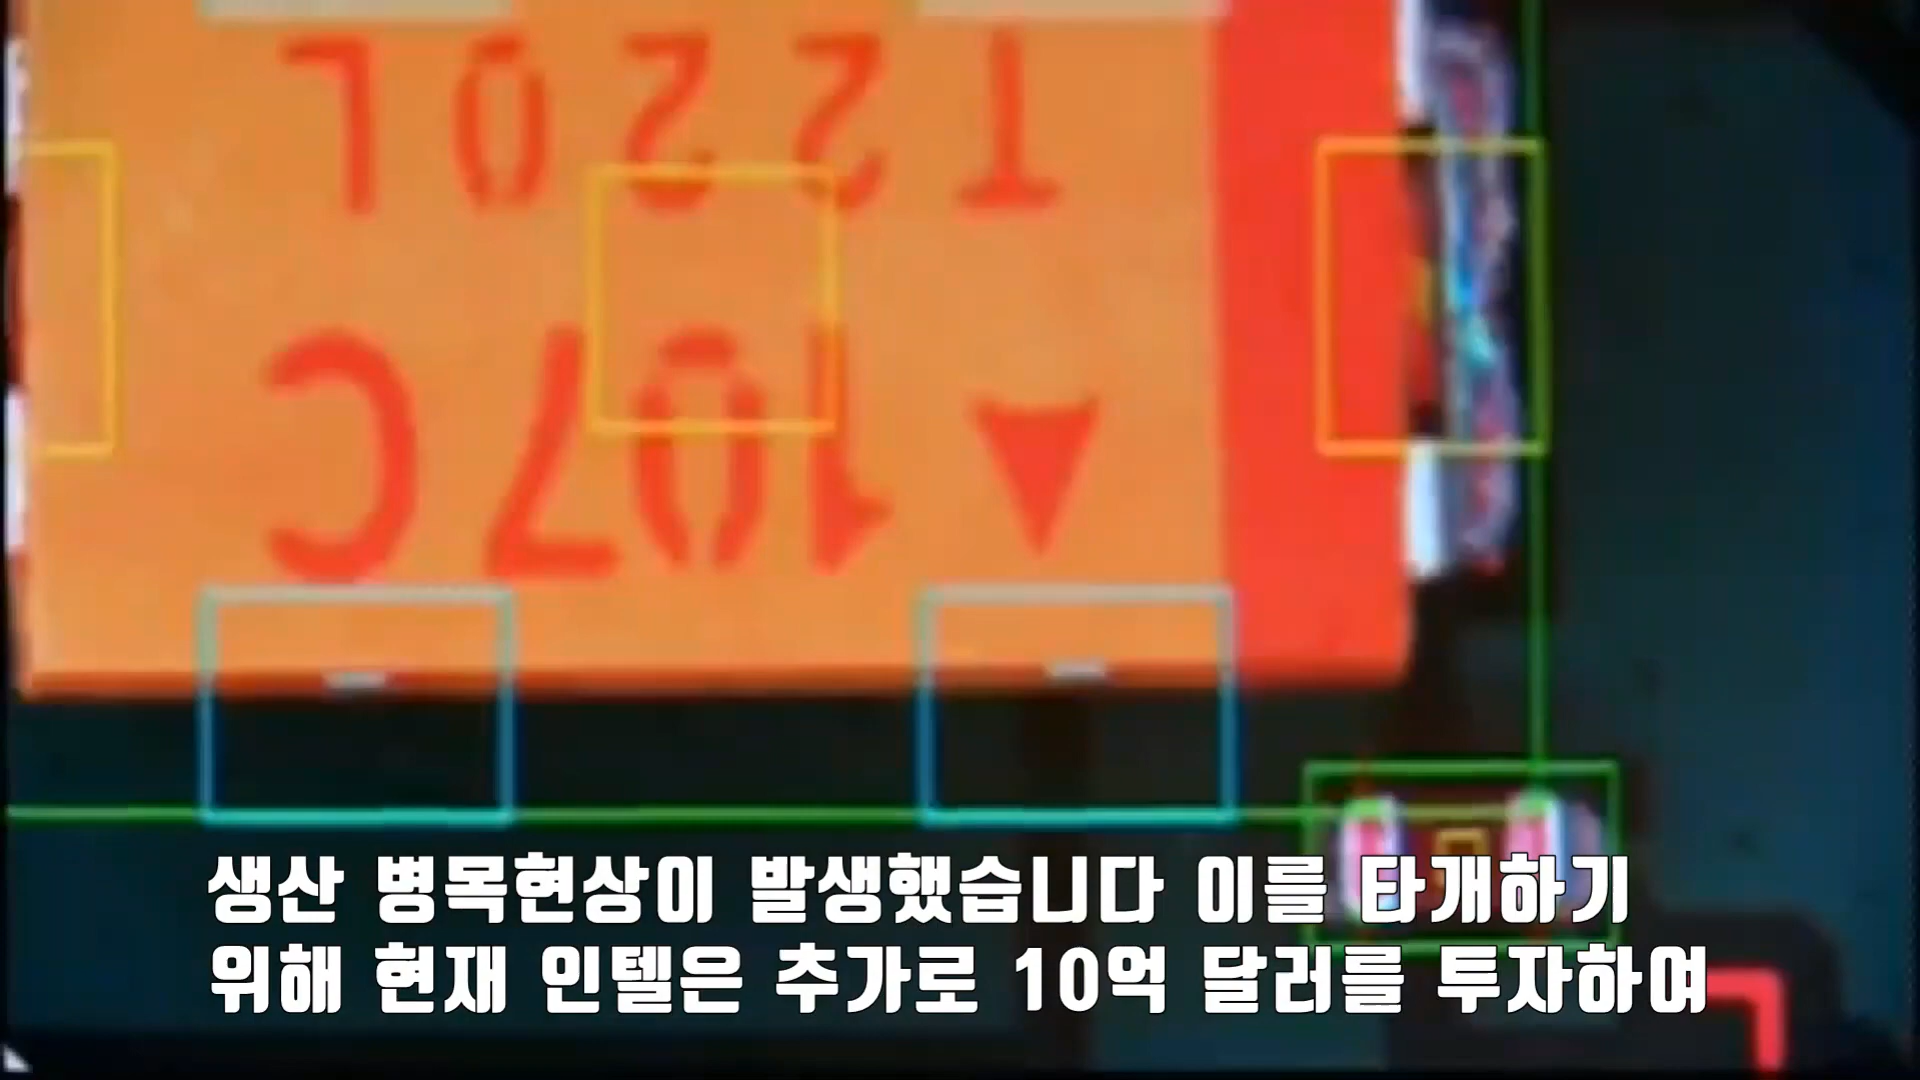 107C
T220L
생산 병목현상이 발생했습니다 이를 타개하기
위해 현재 인텔은 추가로 10억 달러를 투자하여